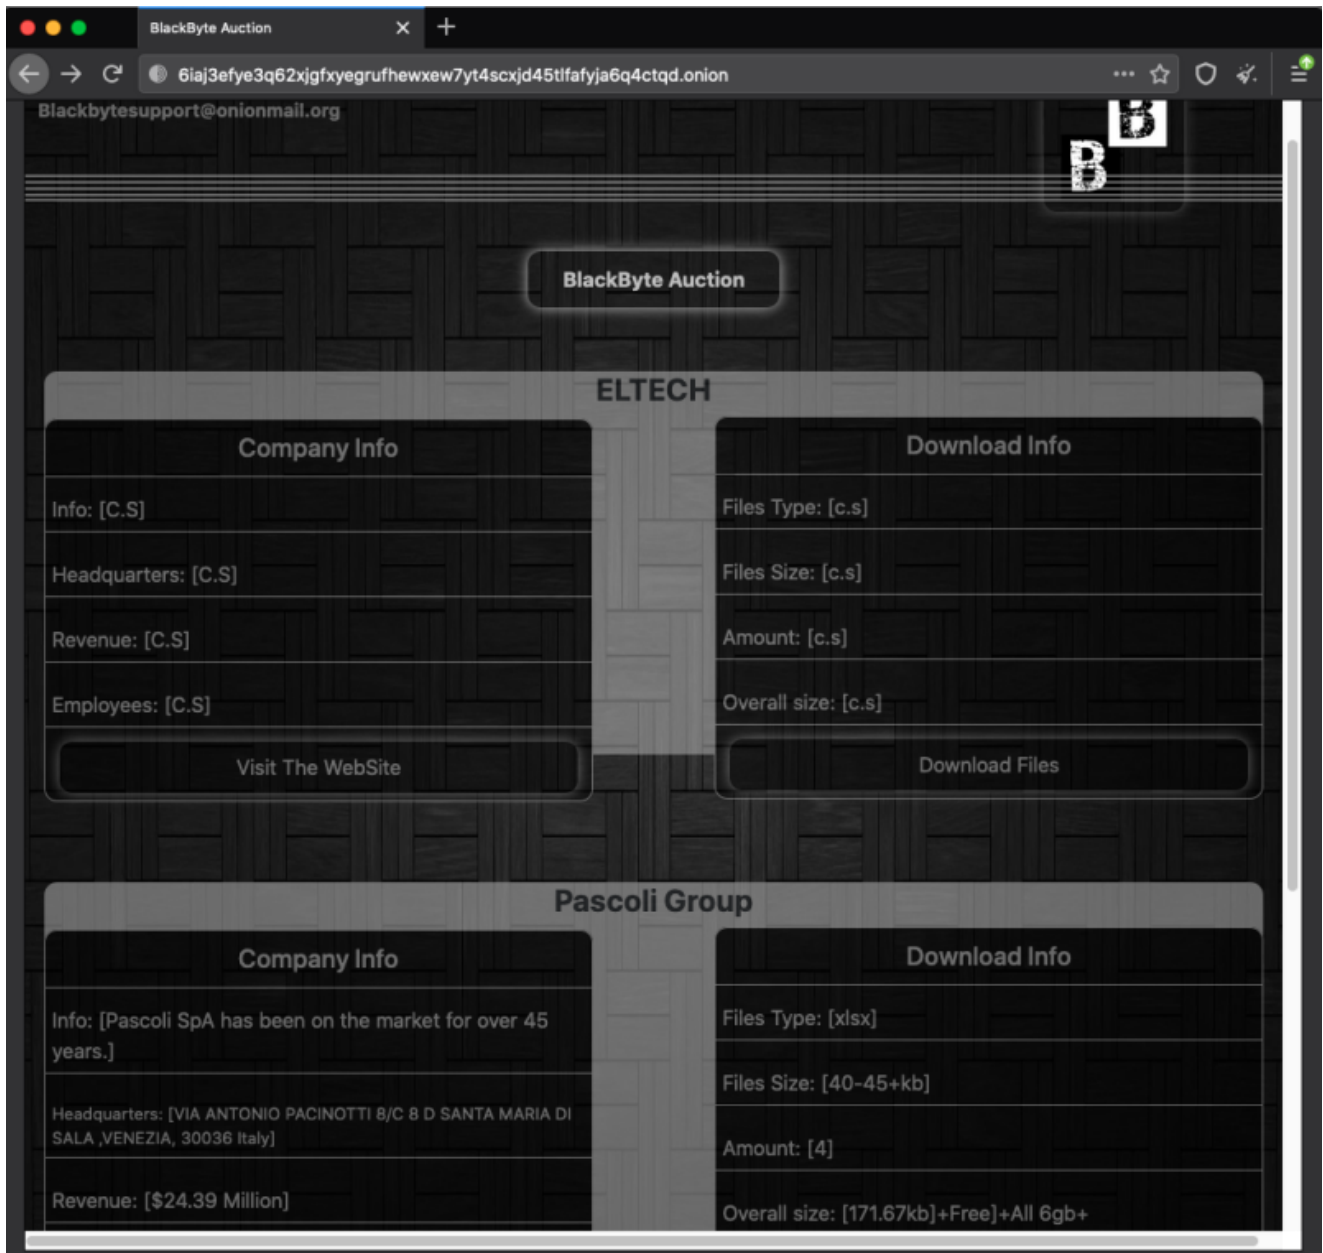 BlackByte Auction
6iaj3efye3q62xjgfxyegrufhewxew7yt4scxjd45tlfafyja6q4ctqd.onion
Blackbytesupport@onionmail.org
B
B
BlackByte Auction
ELTECH
Company Info
Info: [C.S]
Headquarters: [C.S]
Revenue: [C.S]
Employees: [C.S]
Visit The WebSite
Download Info
Files Type: [c.s]
Files Size: [c.s]
Amount: [c.s]
Overall size: [c.s]
Download Files
Pascoli Group
Company Info
Info: [Pascoli SpA has been on the market for over 45
years.]
Headquarters: [VIA ANTONIO PACINOTTI 8/C 8 D SANTA MARIA DI
SALA ,VENEZIA, 30036 Italy]
Revenue: [$24.39 Million]
Download Info
Files Type: [xlsx]
Files Size: [40-45+kb]
Amount: [4]
Overall size: [171.67kb]+Free]+All 6gb+